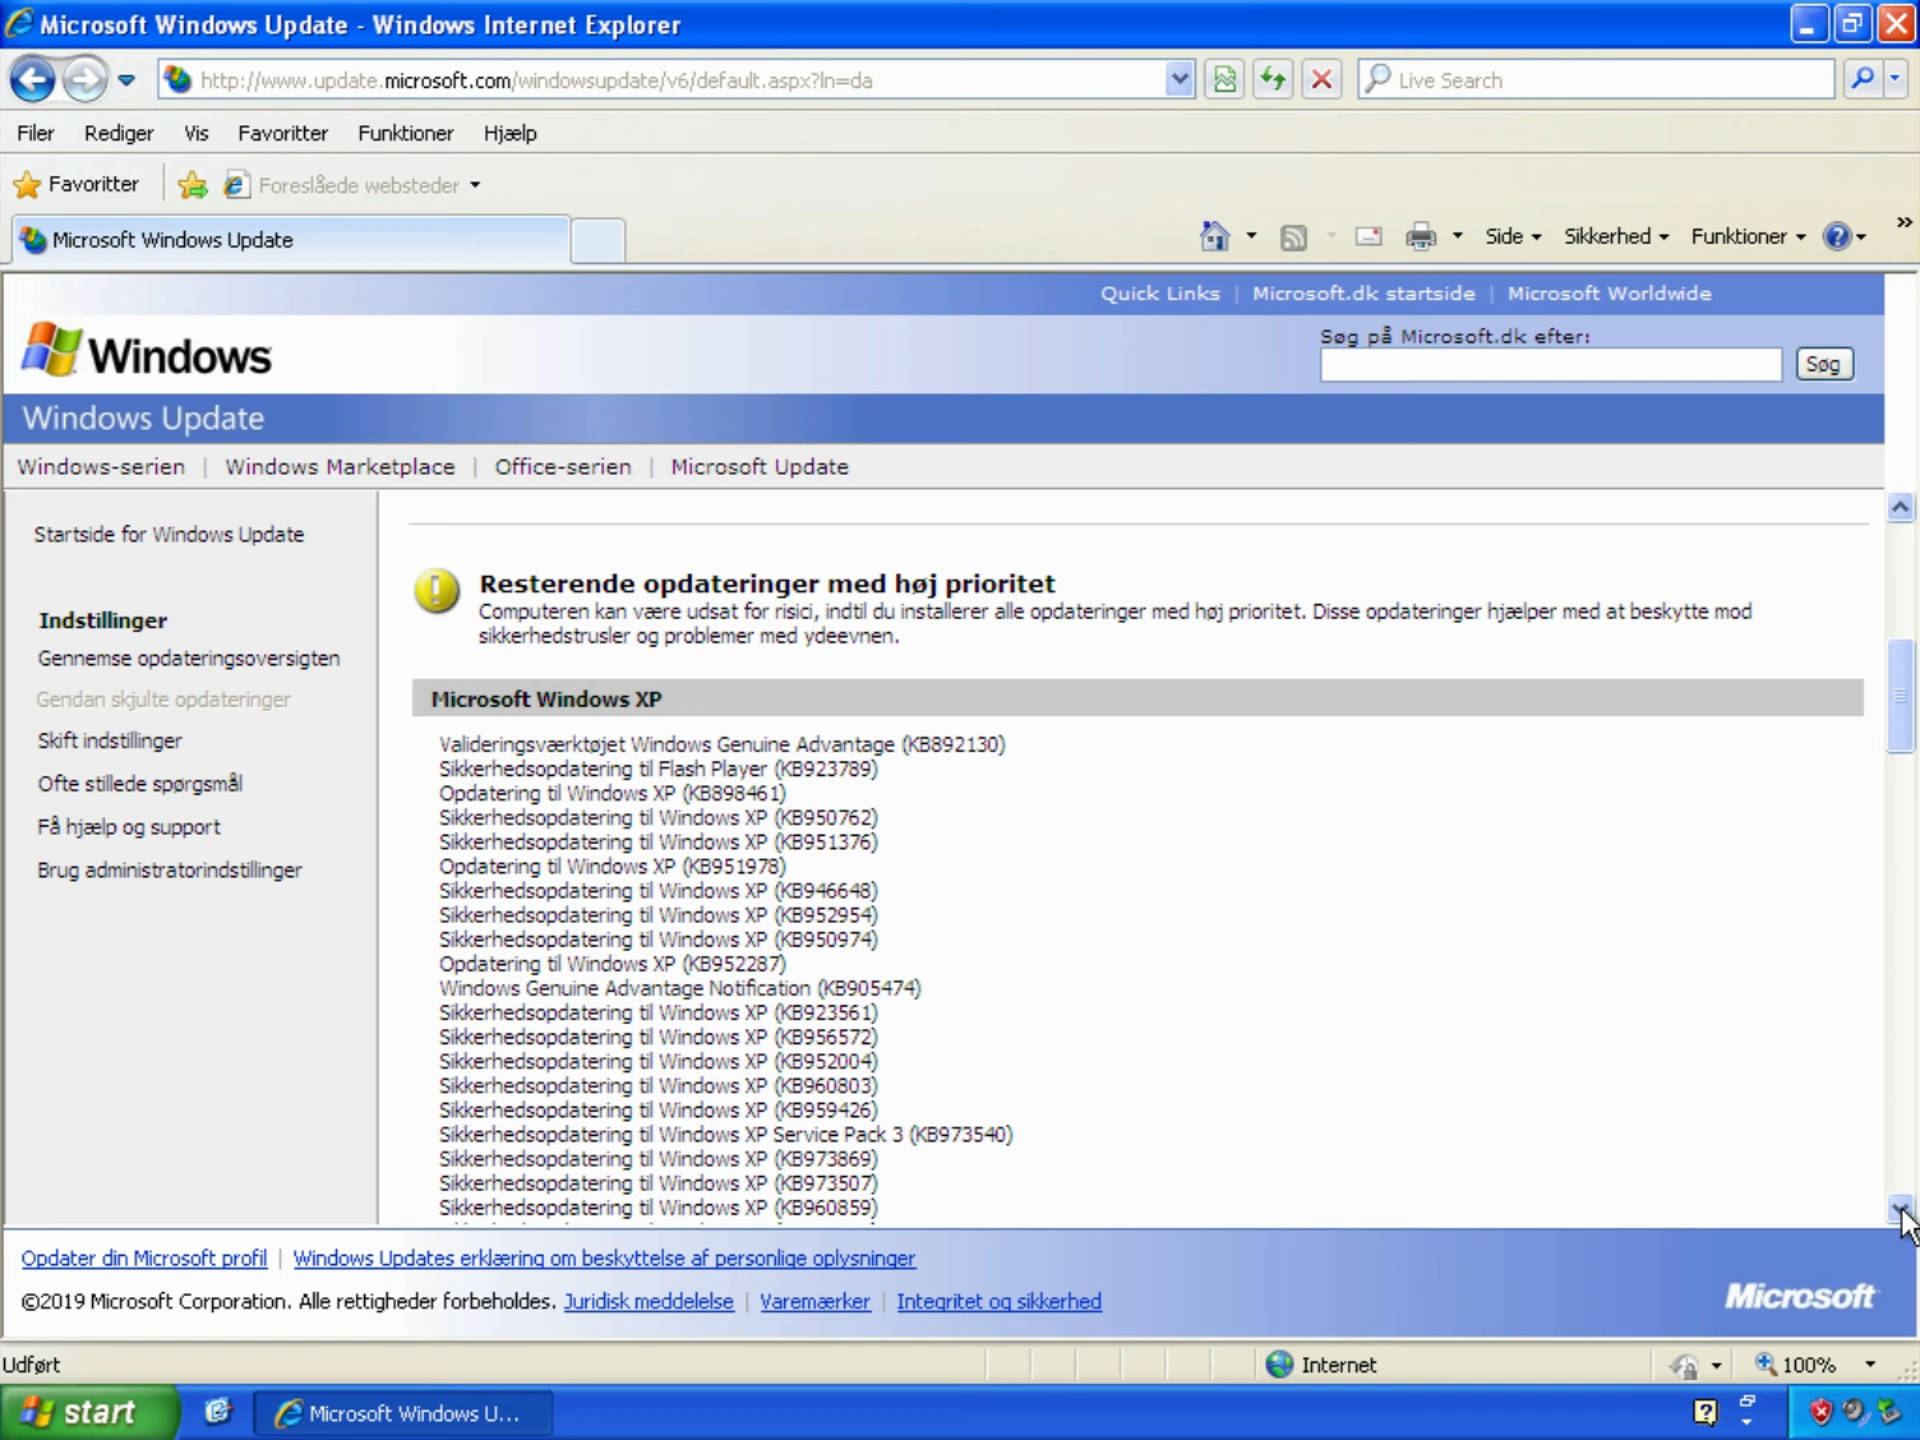 Microsoft Windows Update - Windows Internet Explorer
http://www.update.microsoft.com/windowsupdate/v6/default.aspx?ln=da
Live Search
Filer Rediger Vis Favoritter Funktioner Hjælp
Favoritter Foreslåede websteder
Microsoft Windows Update
Side Sikkerhed Funktioner
Quick Links | Microsoft.dk startside | Microsoft Worldwide
Windows
Søg på Microsoft.dk efter:
Søg
Windows Update
Windows-serien | Windows Marketplace | Office-serien | Microsoft Update
Startside for Windows Update
Indstillinger
Gennemse opdateringsoversigten
Gendan skjulte opdateringer
Skift indstillinger
Ofte stillede spørgsmål
Få hjælp og support
Brug administratorindstillinger
Resterende opdateringer med høj prioritet
Computeren kan være udsat for risici, indtil du installerer alle opdateringer med høj prioritet. Disse opdateringer hjælper med at beskytte mod
sikkerhedstrusler og problemer med ydeevnen.
Microsoft Windows XP
Valideringsværktøjet Windows Genuine Advantage (KB892130)
Sikkerhedsopdatering til Flash Player (KB923789)
Opdatering til Windows XP (KB898461)
Sikkerhedsopdatering til Windows XP (KB950762)
Sikkerhedsopdatering til Windows XP (KB951376)
Opdatering til Windows XP (KB951978)
Sikkerhedsopdatering til Windows XP (KB946648)
Sikkerhedsopdatering til Windows XP (KB952954)
Sikkerhedsopdatering til Windows XP (KB950974)
Opdatering til Windows XP (KB952287)
Windows Genuine Advantage Notification (KB905474)
Sikkerhedsopdatering til Windows XP (KB923561)
Sikkerhedsopdatering til Windows XP (KB956572)
Sikkerhedsopdatering til Windows XP (KB952004)
Sikkerhedsopdatering til Windows XP (KB960803)
Sikkerhedsopdatering til Windows XP (KB959426)
Sikkerhedsopdatering til Windows XP Service Pack 3 (KB973540)
Sikkerhedsopdatering til Windows XP (KB973869)
Sikkerhedsopdatering til Windows XP (KB973507)
Sikkerhedsopdatering til Windows XP (KB960859)
Opdater din Microsoft profil | Windows Updates erklæring om beskyttelse af personlige oplysninger
©2019 Microsoft Corporation. Alle rettigheder forbeholdes. Juridisk meddelelse | Varemærker | Integritet og sikkerhed
Microsoft
Udført
Internet
100%
start
Microsoft Windows U...